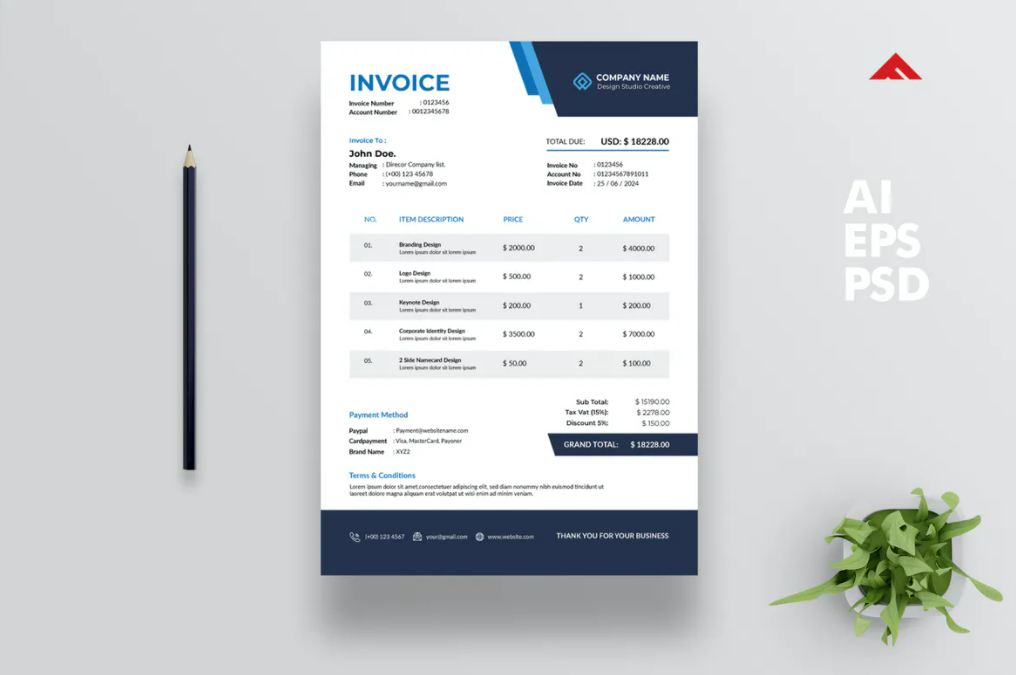 INVOICE
Invoice Number : 0123456
Account Number : 0012345678
COMPANY NAME
Design Studio Creative
Invoice To :
John Doe.
Managing : Direcor Company list.
Phone : (+00) 123 45678
Email : yourname@gmail.com
TOTAL DUE: USD: $ 18228.00
Invoice No : 0123456
Account No : 01234567891011
Invoice Date : 25 / 06 / 2024
NO. ITEM DESCRIPTION PRICE QTY AMOUNT
01. Branding Design $ 2000.00 2 $ 4000.00
Lorem ipsum dolor sit lorem ipsum
02. Logo Design $ 500.00 2 $ 1000.00
Lorem ipsum dolor sit lorem ipsum
03. Keynote Design $ 200.00 1 $ 200.00
Lorem ipsum dolor sit lorem ipsum
04. Corporate Identity Design $ 3500.00 2 $ 7000.00
Lorem ipsum dolor sit lorem ipsum
05. 2 Side Namecard Design $ 50.00 2 $ 100.00
Lorem ipsum dolor sit lorem ipsum
Sub Total: $ 15190.00
Tax Vat (15%): $ 2278.00
Discount 5%: $ 150.00
GRAND TOTAL: $ 18228.00
Payment Method
Paypal : Payment@websitename.com
Cardpayment : Visa, MasterCard, Payoner
Brand Name : XYZ2
Terms & Conditions
Lorem ipsum dolor sit amet,consectetuer adipiscing elit, sed diam nonummy nibh euismod tincidunt ut
laoreet dolore magna aliquam erat volutpat ut wisi enim ad minim veniam.
(+00) 123 4567 your@gmail.com www.website.com THANK YOU FOR YOUR BUSINESS
AI
EPS
PSD